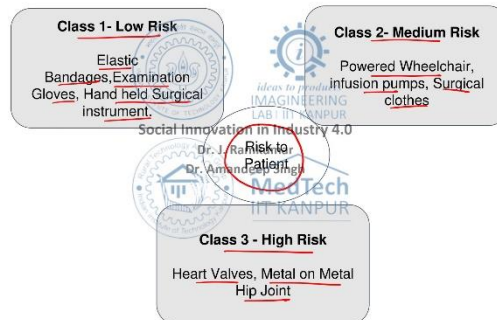 Class 1- Low Risk
Elastic
Bandages,Examination
Gloves, Hand held Surgical
instrument.
Class 2- Medium Risk
Powered Wheelchair,
infusion pumps, Surgical
clothes
ideas to produ
IMAGINEERING
LAB | IIT KANPUR
Social Innovation in Industry 4.0
Dr. J. Ramkumar
Dr. Amandeep Singh
Risk to
Patient
MedTech
IIT KANPUR
Class 3 - High Risk
Heart Valves, Metal on Metal
Hip Joint